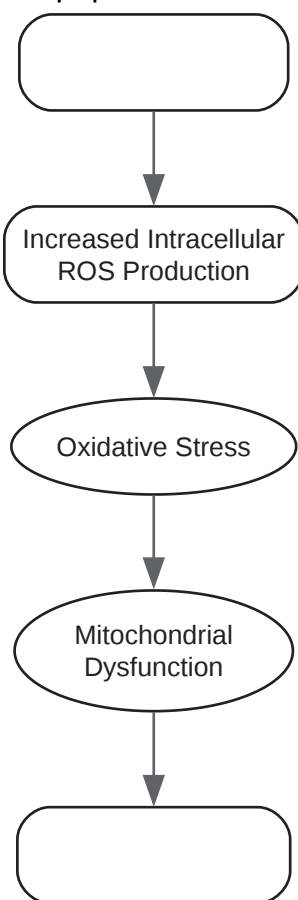 Increased Intracellular
ROS Production
Oxidative Stress
Mitochondrial
Dysfunction